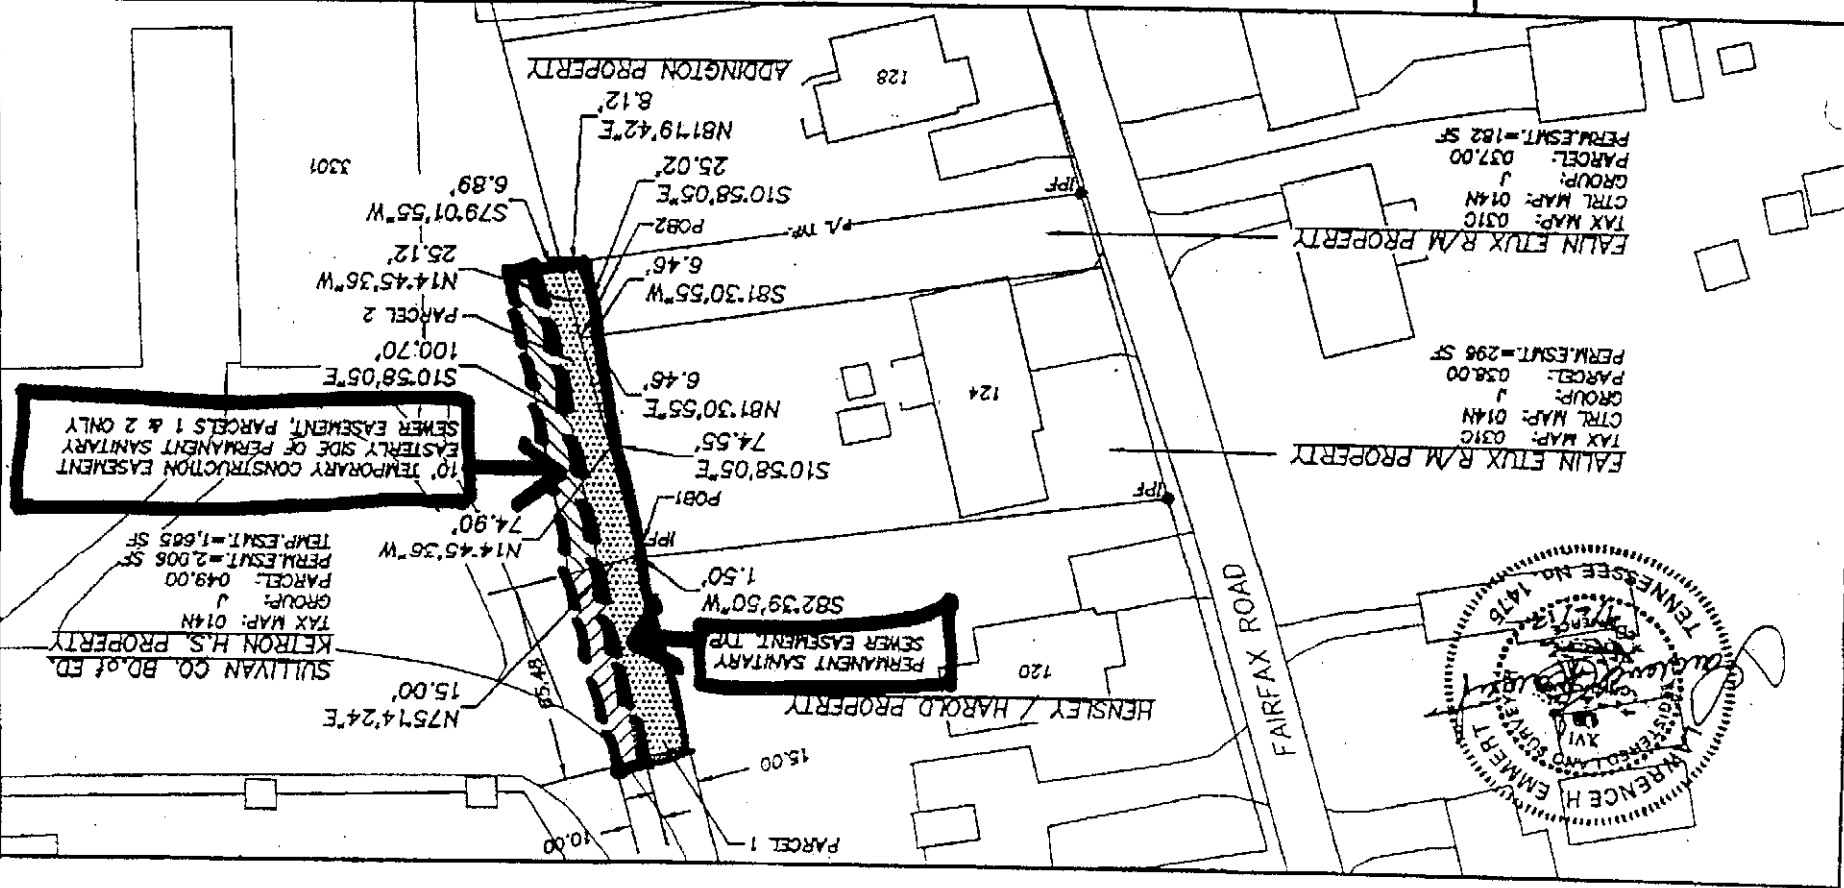 PARCEL 1
10.00
15.00
85.48
HENSLEY / HAROLD PROPERTY
120
PERMANENT SANITARY
SEWER EASEMENT, TYP.
S82°39'50"W
1.50'
N75°14'24"E
15.00'
SULLIVAN CO. BD. of ED
KETRON H.S. PROPERTY
TAX MAP: 014N
GROUP: J
PARCEL: 049.00
PERM.ESMT.=2,006 SF
TEMP.ESMT.=1,665 SF
FAIRFAX ROAD
IPF
IPF
POB1
N14°45'36"W
74.90'
10' TEMPORARY CONSTRUCTION EASEMENT
EASTERLY SIDE OF PERMANENT SANITARY
SEWER EASEMENT, PARCELS 1 & 2 ONLY
S10°58'05"E
74.55'
N81°30'55"E
6.46'
S10°58'05"E
100.70'
PARCEL 2
124
EALIN ETUX R/M PROPERTY
TAX MAP: 031C
CTRL MAP: 014N
GROUP: J
PARCEL: 038.00
PERM.ESMT.=296 SF
S81°30'55"W
6.46'
POB2
N14°45'36"W
25.12'
S79°01'55"W
6.89'
S10°58'05"E
25.02'
N81°19'42"E
8.12'
P/L TYP.
IPF
EALIN ETUX R/M PROPERTY
TAX MAP: 031C
CTRL MAP: 014N
GROUP: J
PARCEL: 037.00
PERM.ESMT.=182 SF
ADDINGTON PROPERTY
128
3301
LAWRENCE H EMMERT
REGISTERED LAND SURVEYOR
TENNESSEE No. 1475